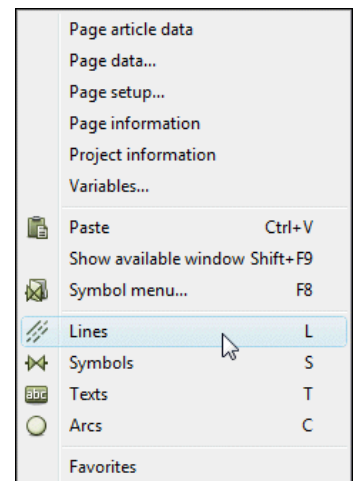 Page article data
Page data...
Page setup...
Page information
Project information
Variables...
Paste Ctrl+V
Show available window Shift+F9
Symbol menu... F8
Lines L
Symbols S
abc Texts T
Arcs C
Favorites